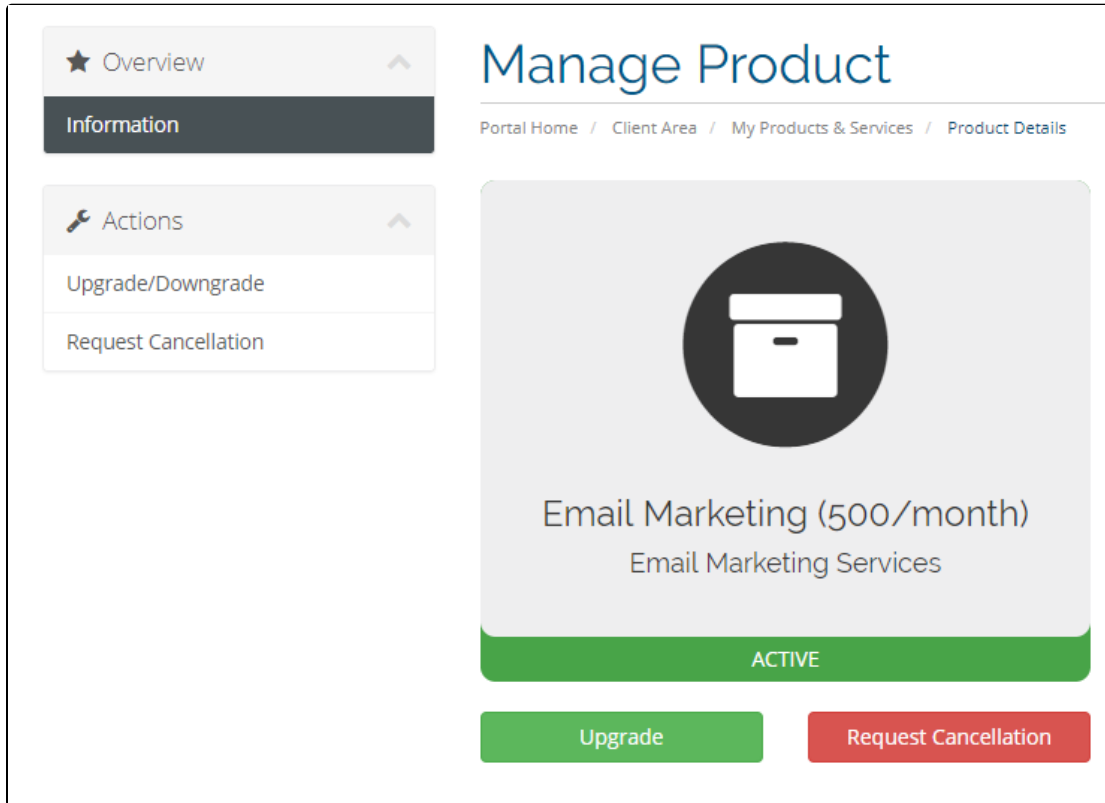 Overview
Information
Actions
Upgrade/Downgrade
Request Cancellation
Manage Product
Portal Home / Client Area / My Products & Services / Product Details
Email Marketing (500/month)
Email Marketing Services
ACTIVE
Upgrade
Request Cancellation